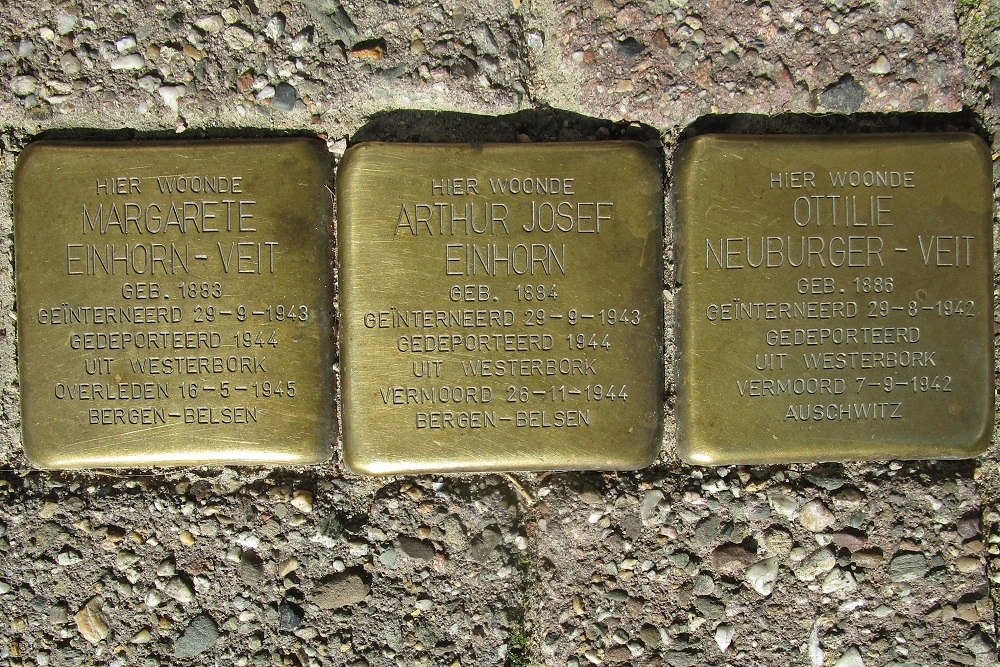 HIER WOONDE
MARGARETE
EINHORN-VEIT
GEB. 1883
GEÏNTERNEERD 29-9-1943
GEDEPORTEERD 1944
UIT WESTERBORK
OVERLEDEN 16-5-1945
BERGEN-BELSEN
HIER WOONDE
ARTHUR JOSEF
EINHORN
GEB. 1884
GEÏNTERNEERD 29-9-1943
GEDEPORTEERD 1944
UIT WESTERBORK
VERMOORD 26-11-1944
BERGEN-BELSEN
HIER WOONDE
OTTILIE
NEUBURGER-VEIT
GEB. 1886
GEÏNTERNEERD 29-8-1942
GEDEPORTEERD
UIT WESTERBORK
VERMOORD 7-9-1942
AUSCHWITZ